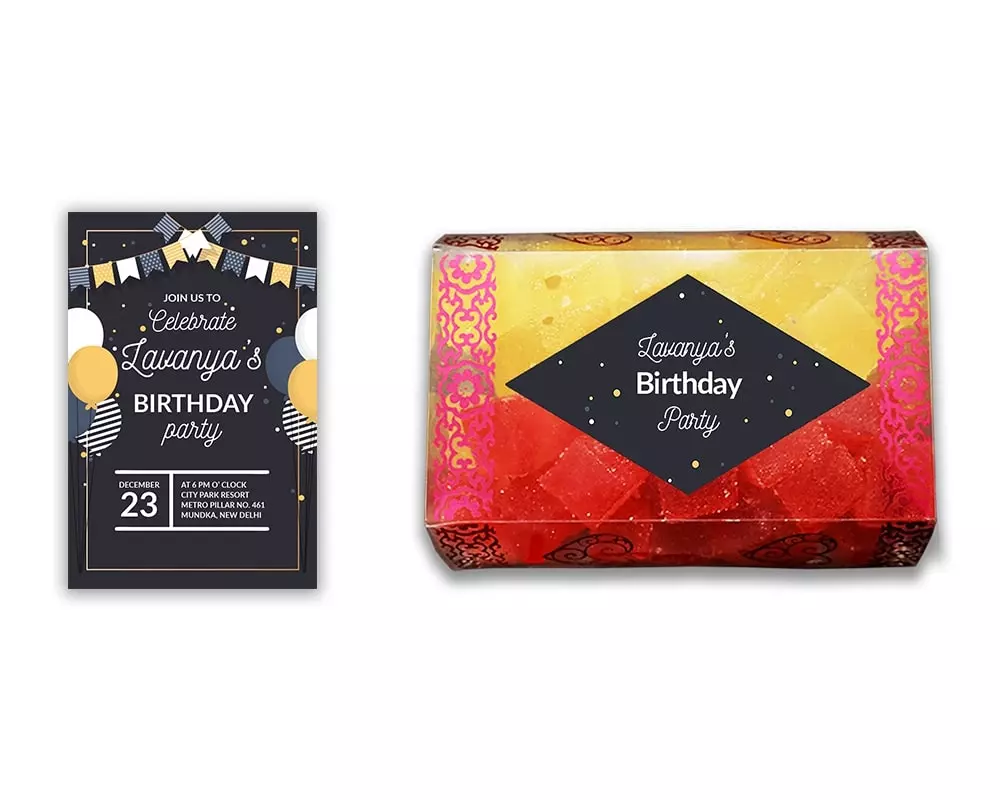 JOIN US TO
Celebrate
Lavanya's
BIRTHDAY
party
DECEMBER
23
AT 6 PM O' CLOCK
CITY PARK RESORT
METRO PILLAR NO. 461
MUNDKA, NEW DELHI
Lavanya's
Birthday
Party